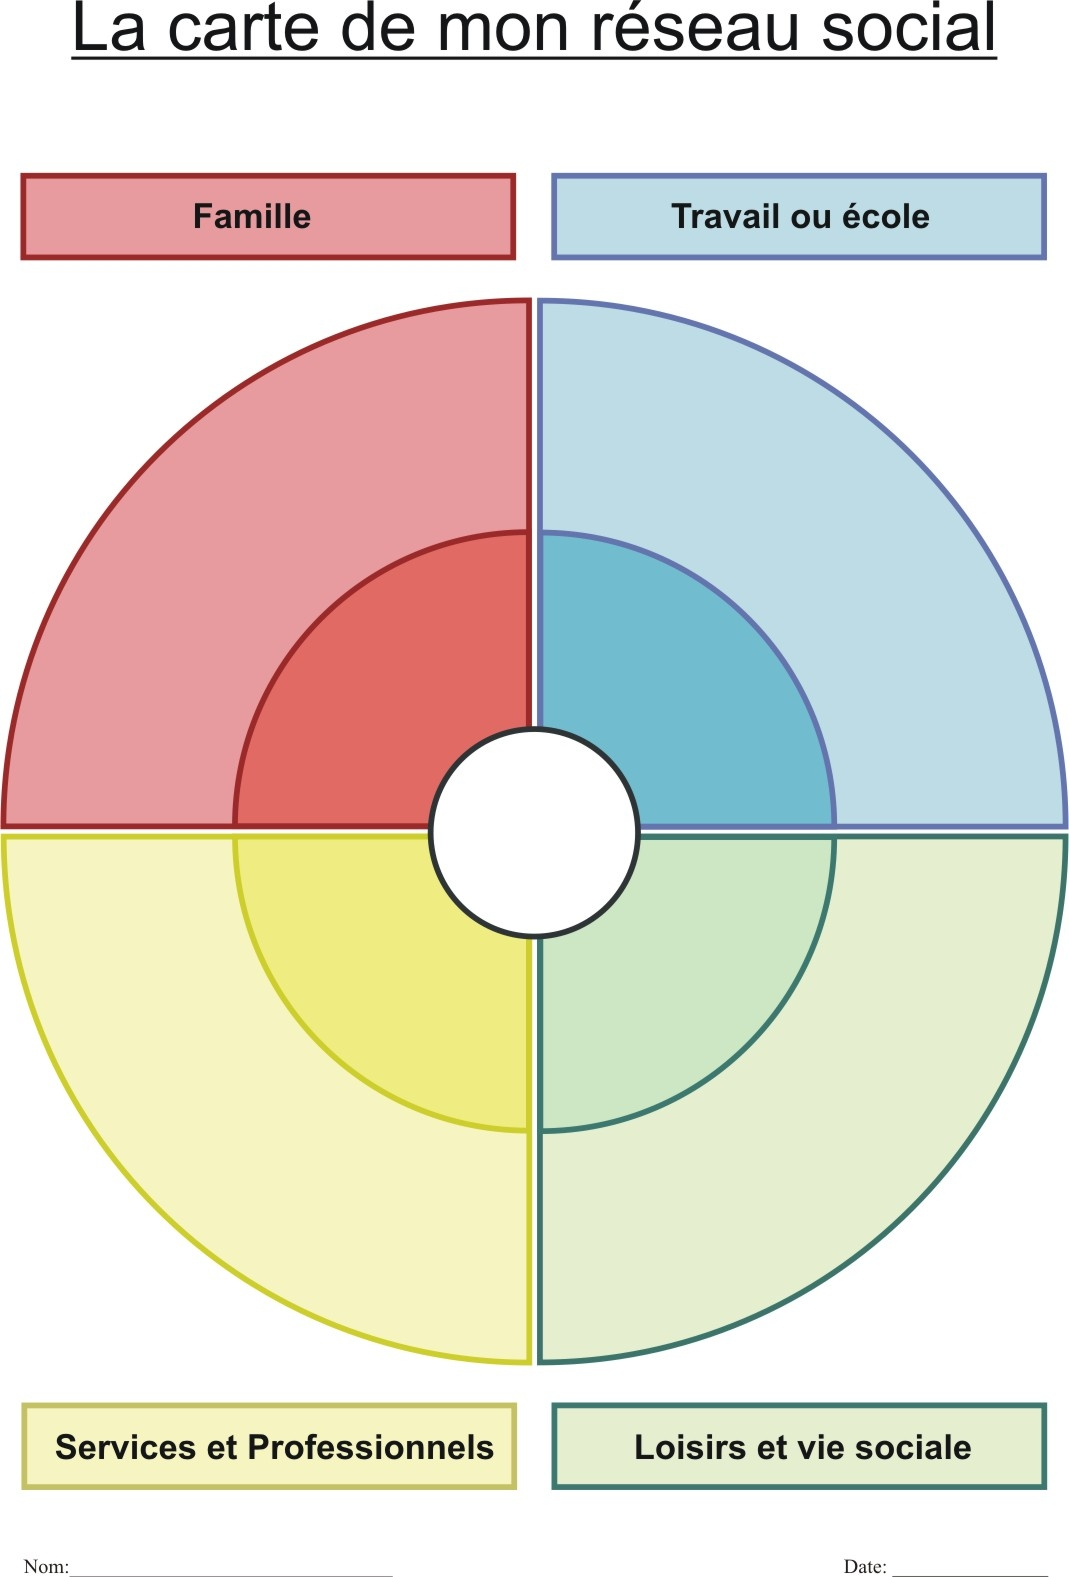 La carte de mon réseau social
Famille
Travail ou école
Services et Professionnels
Loisirs et vie sociale
Nom:
Date: